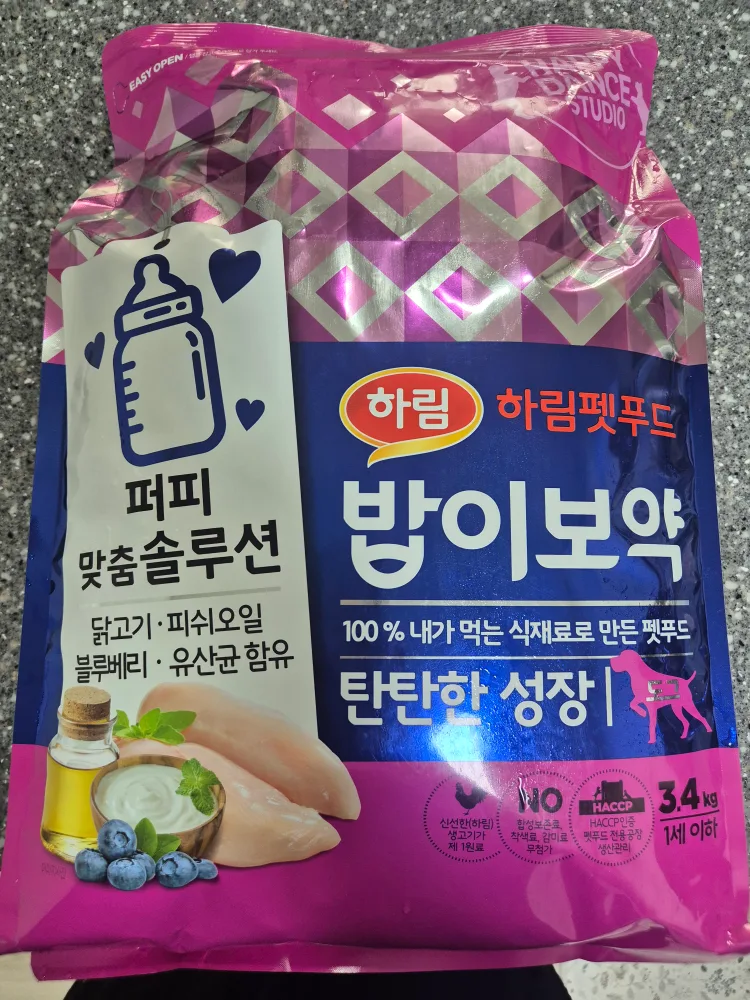 EASY OPEN
HAPPY
DANCE
STUDIO
하림
하림펫푸드
밥이보약
100 % 내가 먹는 식재료로 만든 펫푸드
탄탄한 성장
도그
퍼피
맞춤솔루션
닭고기·피쉬오일
블루베리·유산균 함유
신선한(하림)
생고기가
제 1원료
NO
합성보존료,
착색료, 감미료
무첨가
HACCP
HACCP인증
펫푸드 전용공장
생산관리
3.4 kg
1세 이하